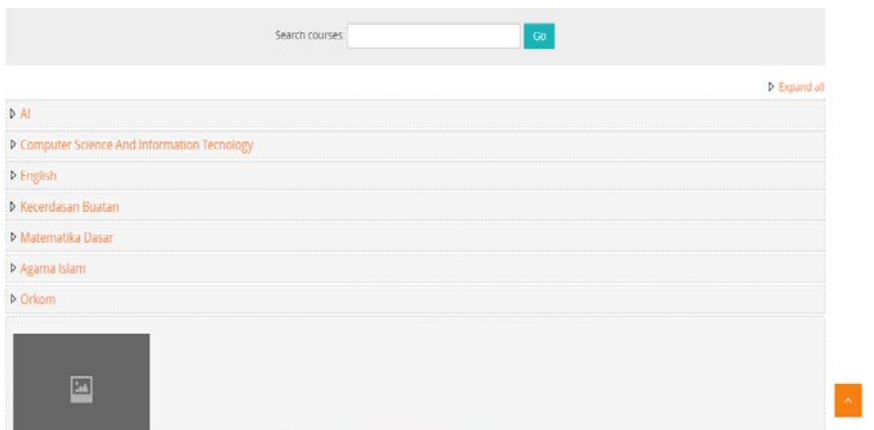 Search courses:
Go
Expand all
AI
Computer Science And Information Tecnology
English
Kecerdasan Buatan
Matematika Dasar
Agama Islam
Orkom